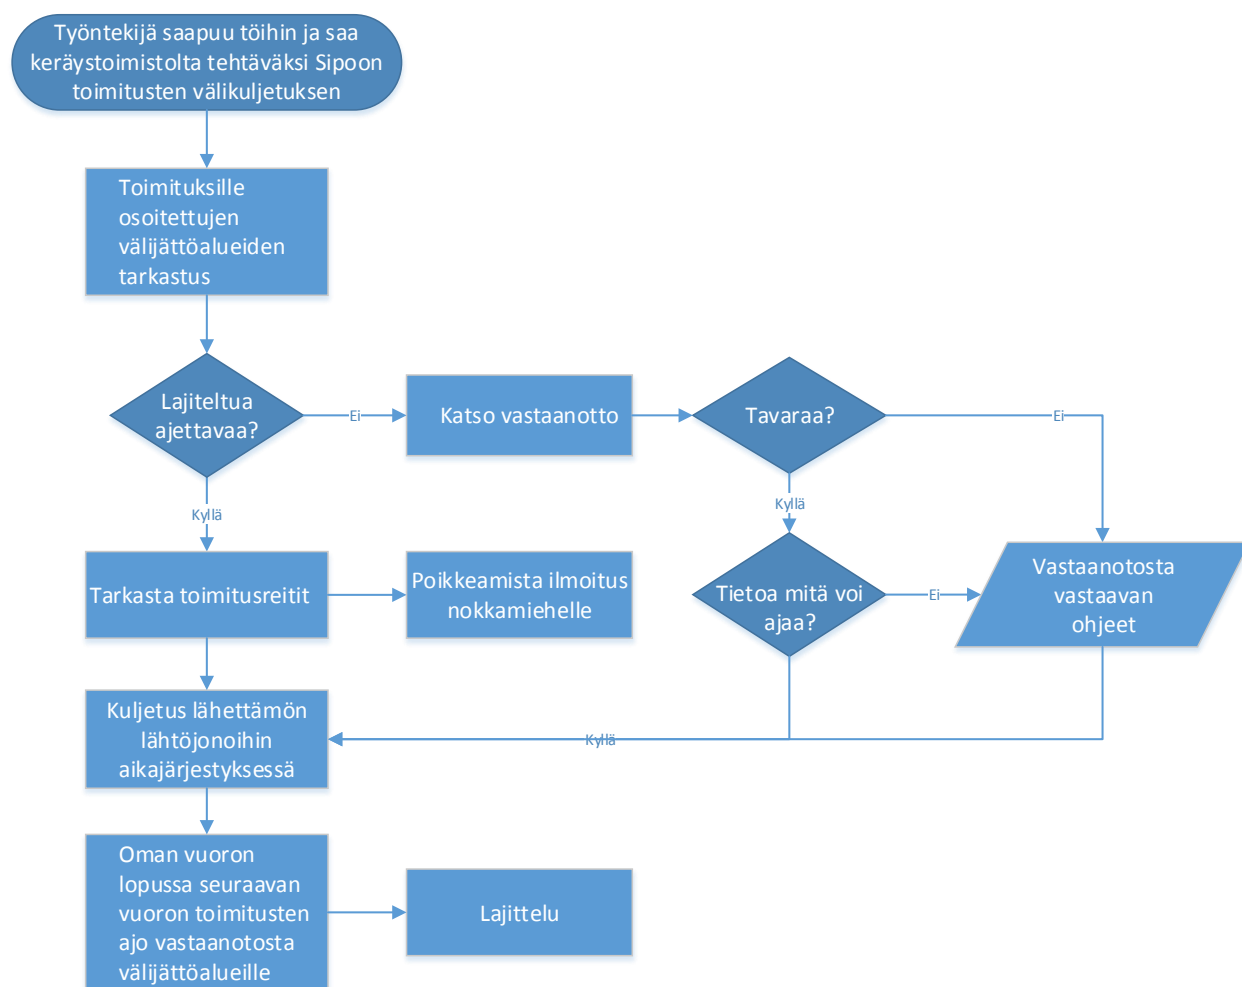 Työntekijä saapuu töihin ja saa
keräystoimistolta tehtäväksi Sipoon
toimitusten välikuljetuksen
Toimituksille
osoitettujen
välijättöalueiden
tarkastus
Lajiteltua
ajettavaa?
Ei
Katso vastaanotto
Tavaraa?
Ei
Kyllä
Kyllä
Tarkasta toimitusreitit
Poikkeamista ilmoitus
nokkamiehelle
Tietoa mitä voi
ajaa?
Ei
Vastaanotosta
vastaavan
ohjeet
Kuljetus lähettämön
lähtöjonoihin
aikajärjestyksessä
Kyllä
Oman vuoron
lopussa seuraavan
vuoron toimitusten
ajo vastaanotosta
välijättöalueille
Lajittelu